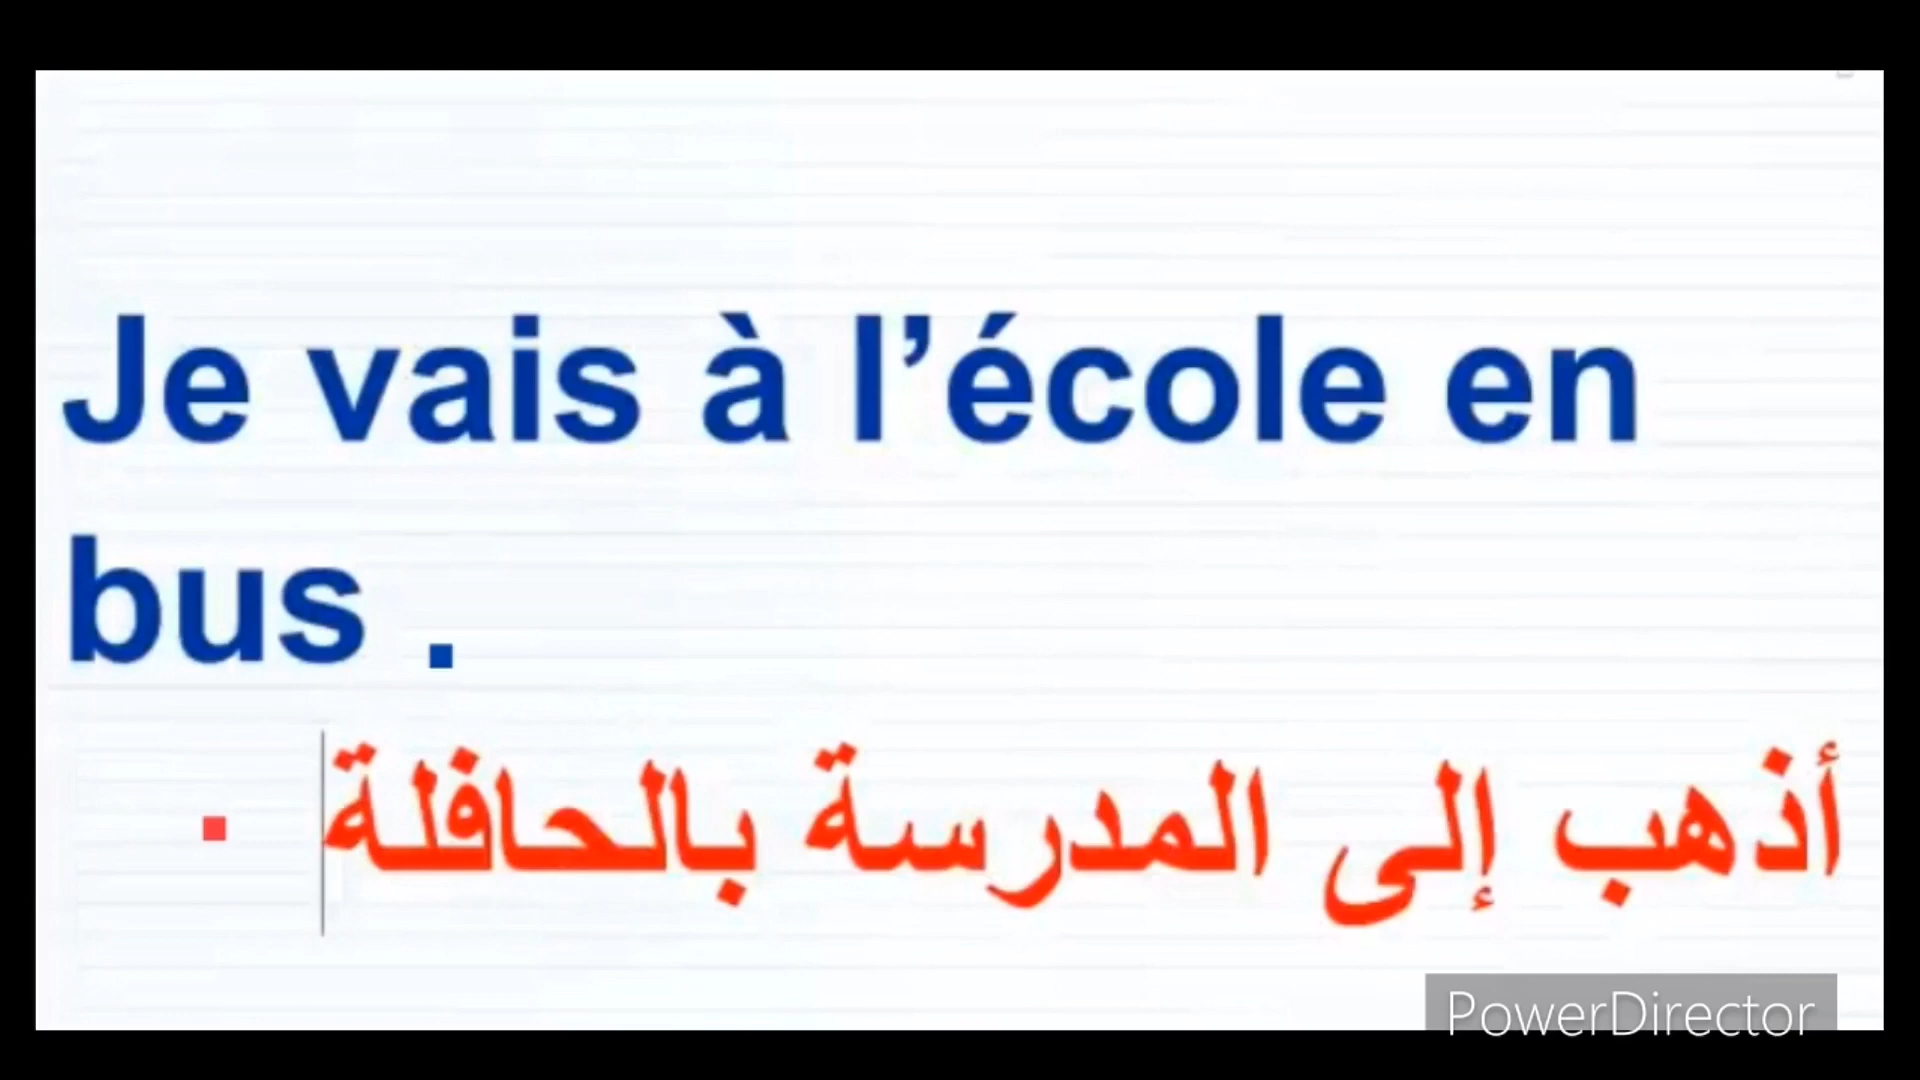 Je vais à l’école en
bus .
أذهب إلى المدرسة بالحافلة .
PowerDirector